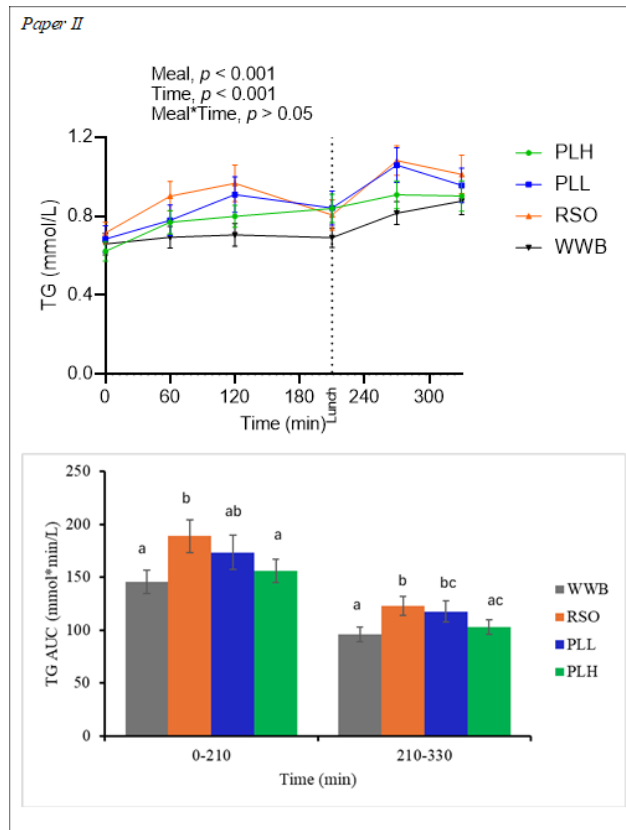 Paper II
Meal, p < 0.001
Time, p < 0.001
Meal*Time, p > 0.05
1.2
0.8
0.4
0.0
TG (mmol/L)
0
60
120
180
240
300
Lunch
Time (min)
PLH
PLL
RSO
WWB
250
200
150
100
50
0
TG AUC (mmol*min/L)
a
b
ab
a
a
b
bc
ac
0-210
210-330
Time (min)
WWB
RSO
PLL
PLH